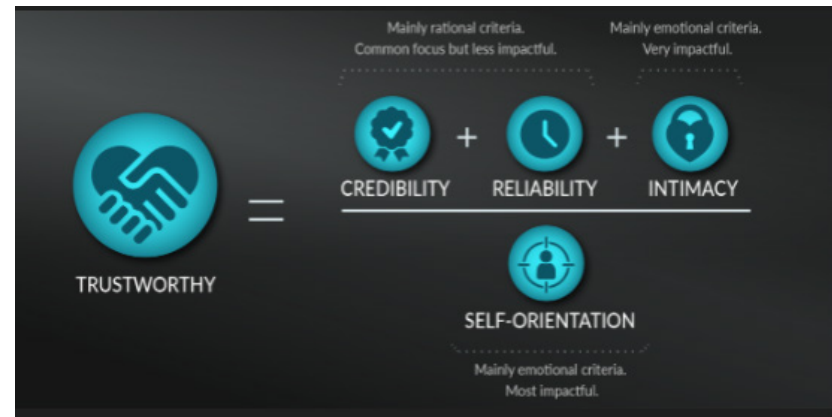 Mainly rational criteria.
Common focus but less impactful.
Mainly emotional criteria.
Very impactful.
+ +
CREDIBILITY RELIABILITY INTIMACY
=
TRUSTWORTHY
SELF-ORIENTATION
Mainly emotional criteria.
Most impactful.